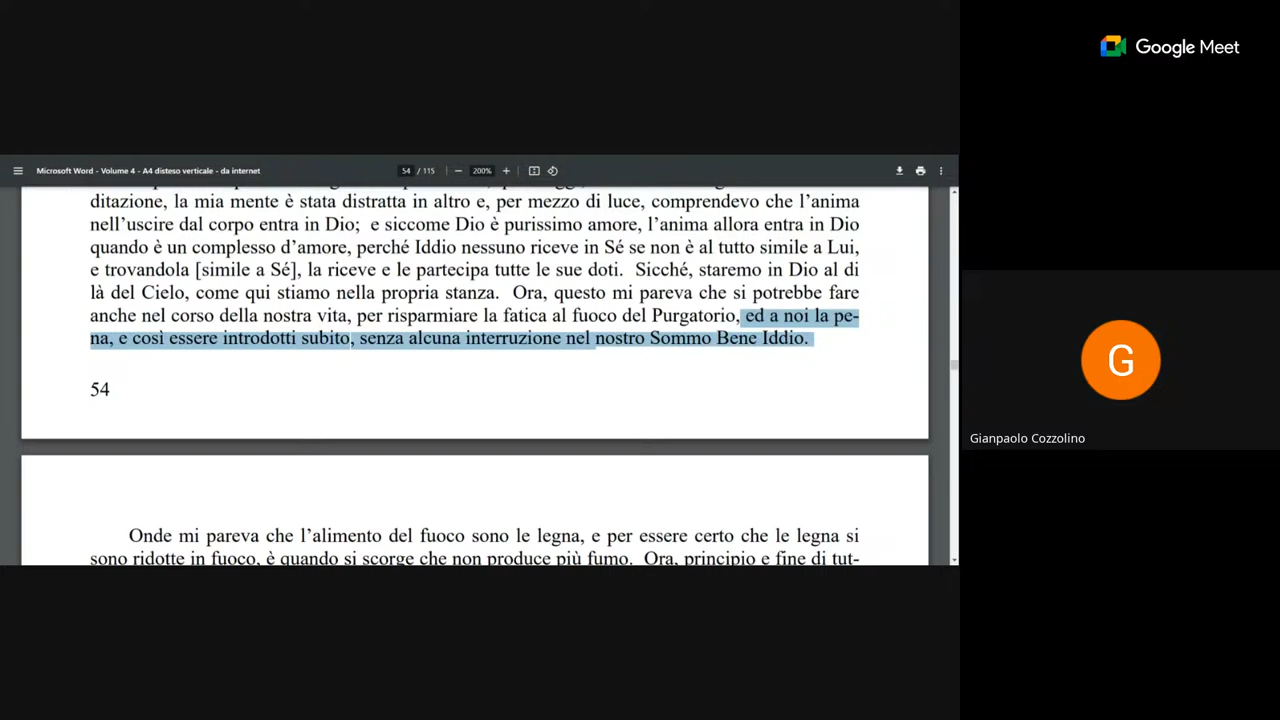 Google Meet
Microsoft Word - Volume 4 - A4 disteso verticale - da internet
54 / 115
200%
ditazione, la mia mente è stata distratta in altro e, per mezzo di luce, comprendevo che l'anima
nell'uscire dal corpo entra in Dio; e siccome Dio è purissimo amore, l'anima allora entra in Dio
quando è un complesso d'amore, perché Iddio nessuno riceve in Sé se non è al tutto simile a Lui,
e trovandola [simile a Sé], la riceve e le partecipa tutte le sue doti. Sicché, staremo in Dio al di
là del Cielo, come qui stiamo nella propria stanza. Ora, questo mi pareva che si potrebbe fare
anche nel corso della nostra vita, per risparmiare la fatica al fuoco del Purgatorio, ed a noi la pe-
na, e così essere introdotti subito, senza alcuna interruzione nel nostro Sommo Bene Iddio.
54
Onde mi pareva che l'alimento del fuoco sono le legna, e per essere certo che le legna si
sono ridotte in fuoco, è quando si scorge che non produce più fumo. Ora, principio e fine di tut-
G
Gianpaolo Cozzolino